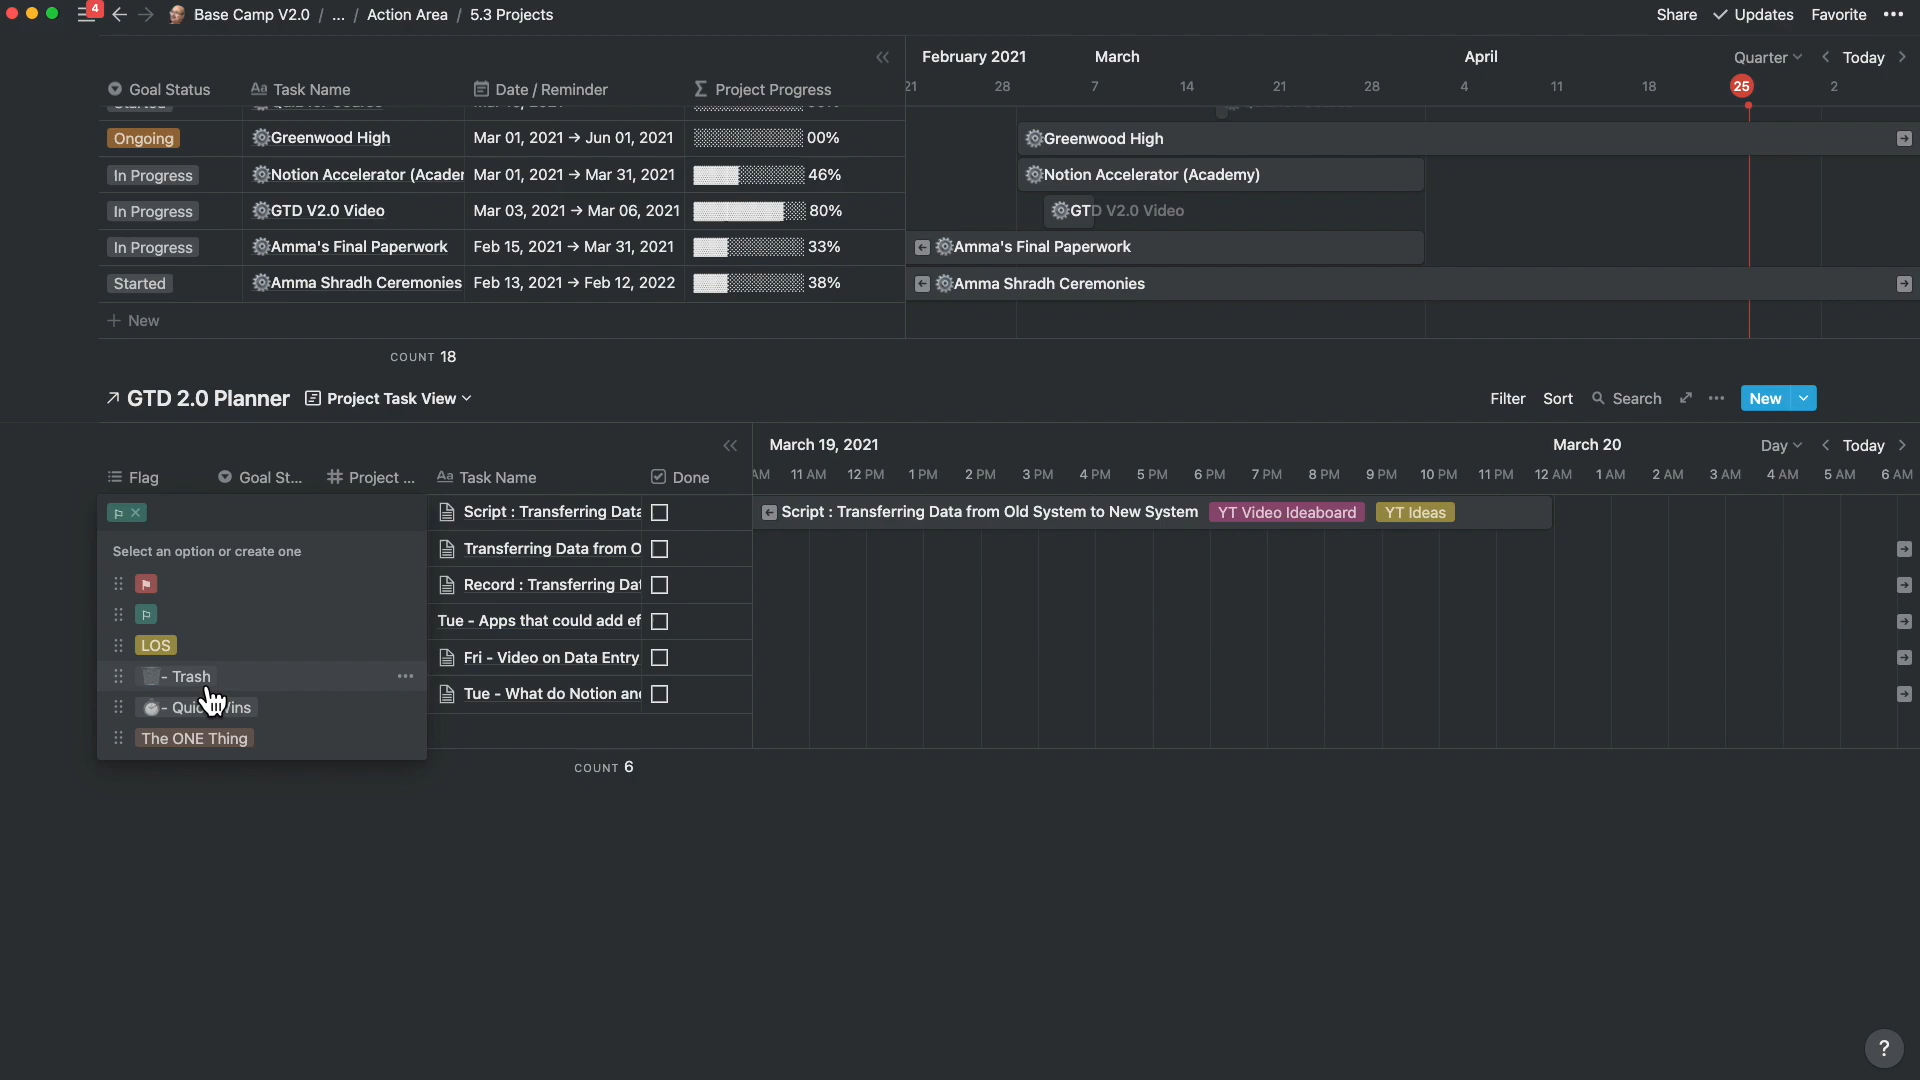 4
Base Camp V2.0 / ... / Action Area / 5.3 Projects
Share Updates Favorite
February 2021 March April Quarter Today
Goal Status Aa Task Name Date / Reminder Σ Project Progress
21 28 7 14 21 28 4 11 18 25 2
Ongoing Greenwood High Mar 01, 2021 → Jun 01, 2021 00% Greenwood High
In Progress Notion Accelerator (Acader Mar 01, 2021 → Mar 31, 2021 46% Notion Accelerator (Academy)
In Progress GTD V2.0 Video Mar 03, 2021 → Mar 06, 2021 80% GTD V2.0 Video
In Progress Amma's Final Paperwork Feb 15, 2021 → Mar 31, 2021 33% Amma's Final Paperwork
Started Amma Shradh Ceremonies Feb 13, 2021 → Feb 12, 2022 38% Amma Shradh Ceremonies
+ New
COUNT 18
GTD 2.0 Planner Project Task View
Filter Sort Search ... New
March 19, 2021 March 20 Day Today
Flag Goal St... # Project ... Aa Task Name Done
AM 11 AM 12 PM 1 PM 2 PM 3 PM 4 PM 5 PM 6 PM 7 PM 8 PM 9 PM 10 PM 11 PM 12 AM 1 AM 2 AM 3 AM 4 AM 5 AM 6 AM
Script : Transferring Data Script : Transferring Data from Old System to New System YT Video Ideaboard YT Ideas
Select an option or create one
Transferring Data from O
Record : Transferring Dat
Tue - Apps that could add ef
LOS
Fri - Video on Data Entry
- Trash
Tue - What do Notion and
The ONE Thing
COUNT 6
?